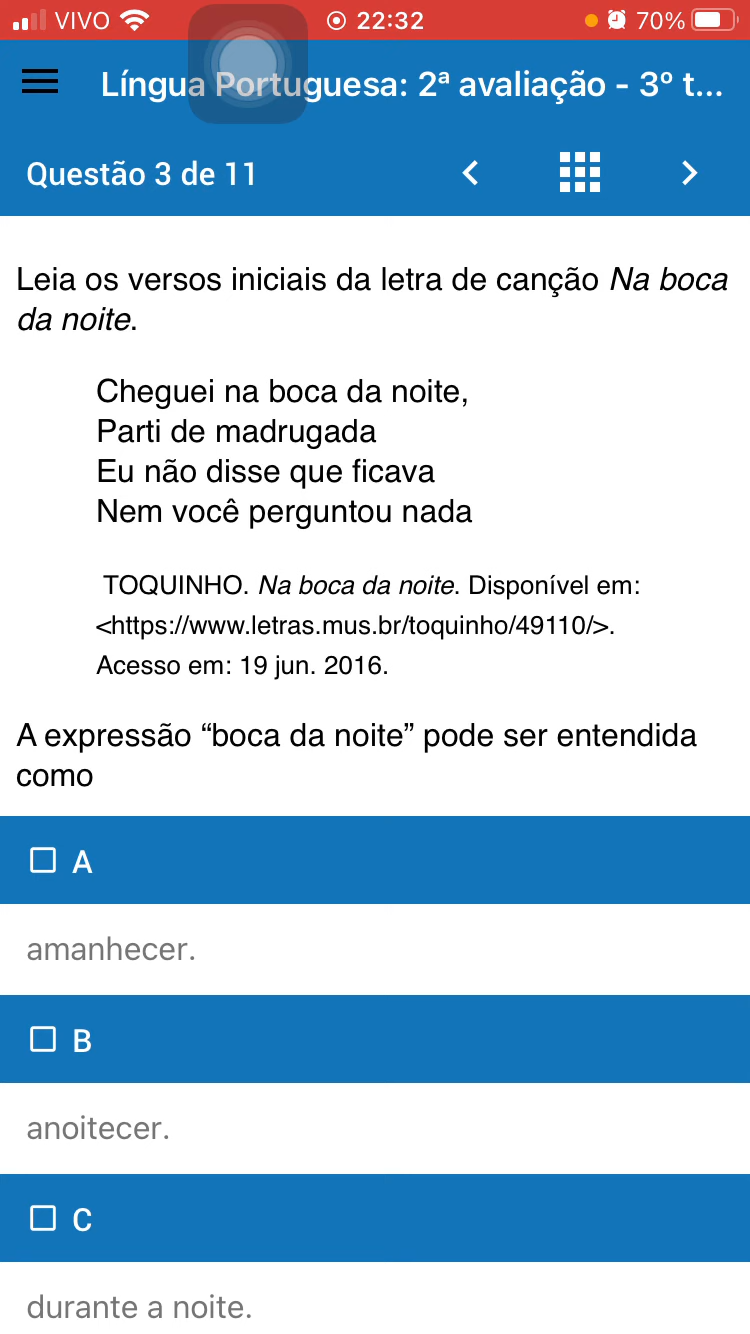 VIVO 22:32 70%
Língua Portuguesa: 2ª avaliação - 3º t...
Questão 3 de 11
Leia os versos iniciais da letra de canção Na boca
da noite.
Cheguei na boca da noite,
Parti de madrugada
Eu não disse que ficava
Nem você perguntou nada
TOQUINHO. Na boca da noite. Disponível em:
<https://www.letras.mus.br/toquinho/49110/>.
Acesso em: 19 jun. 2016.
A expressão “boca da noite” pode ser entendida
como
A
amanhecer.
B
anoitecer.
C
durante a noite.